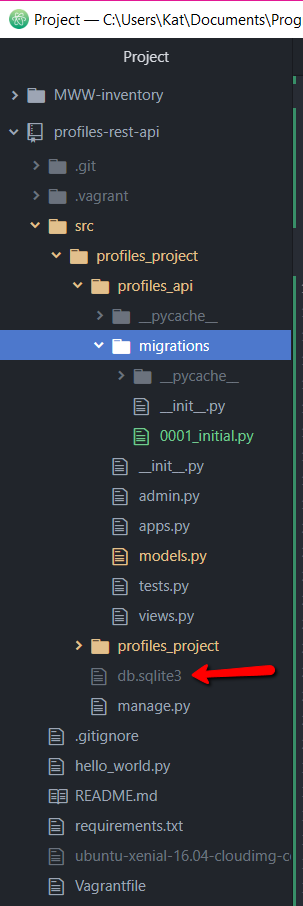 Project — C:\Users\Kat\Documents\Prog
Project
MWW-inventory
profiles-rest-api
.git
.vagrant
src
profiles_project
profiles_api
__pycache__
migrations
__pycache__
__init__.py
0001_initial.py
__init__.py
admin.py
apps.py
models.py
tests.py
views.py
profiles_project
db.sqlite3
manage.py
.gitignore
hello_world.py
README.md
requirements.txt
ubuntu-xenial-16.04-cloudimg-c
Vagrantfile